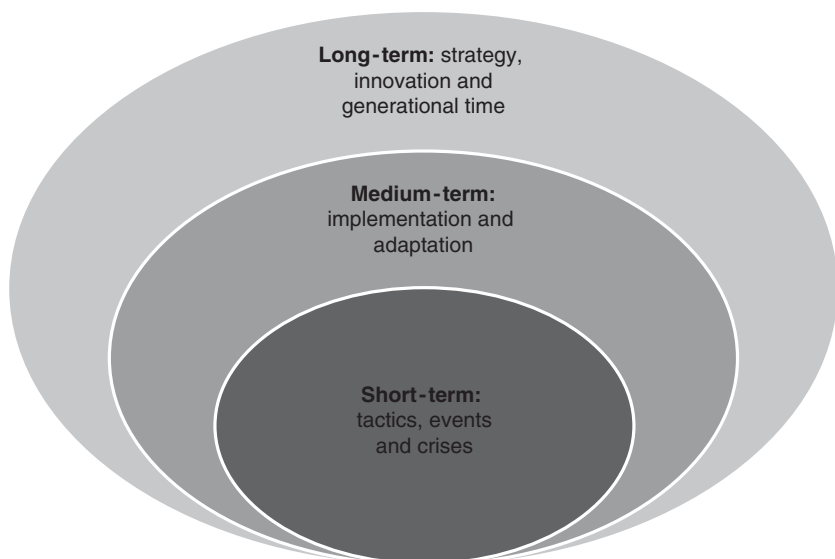 Long-term: strategy,
innovation and
generational time
Medium-term:
implementation and
adaptation
Short-term:
tactics, events
and crises